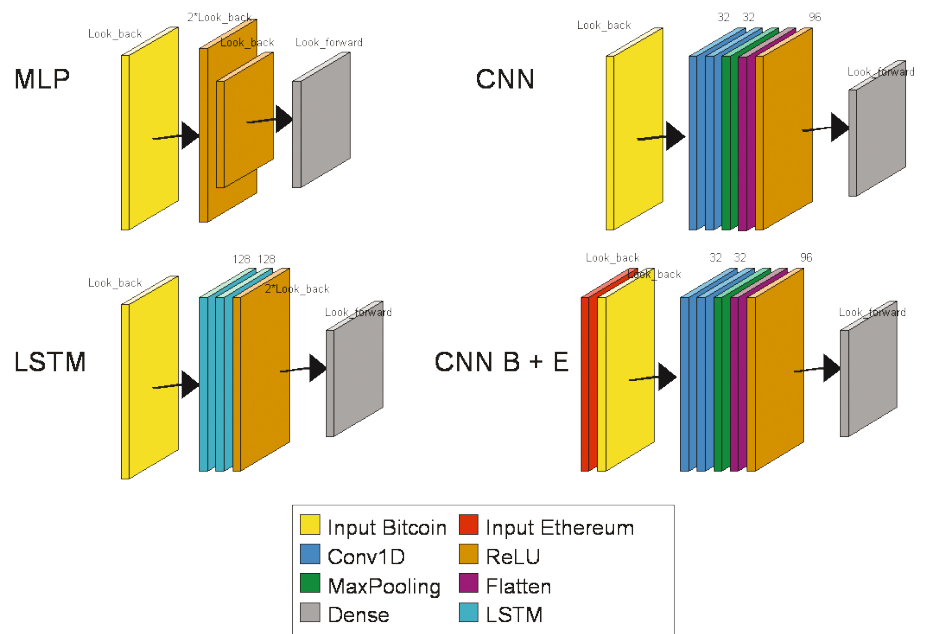 2*Look_back
Look_back
Look_back
Look_forward
MLP
32
32
96
Look_back
Look_forward
CNN
128
128
Look_back
2*Look_back
Look_forward
LSTM
Look_back
Look_back
32
32
96
Look_forward
CNN B + E
Input Bitcoin
Input Ethereum
Conv1D
ReLU
MaxPooling
Flatten
Dense
LSTM